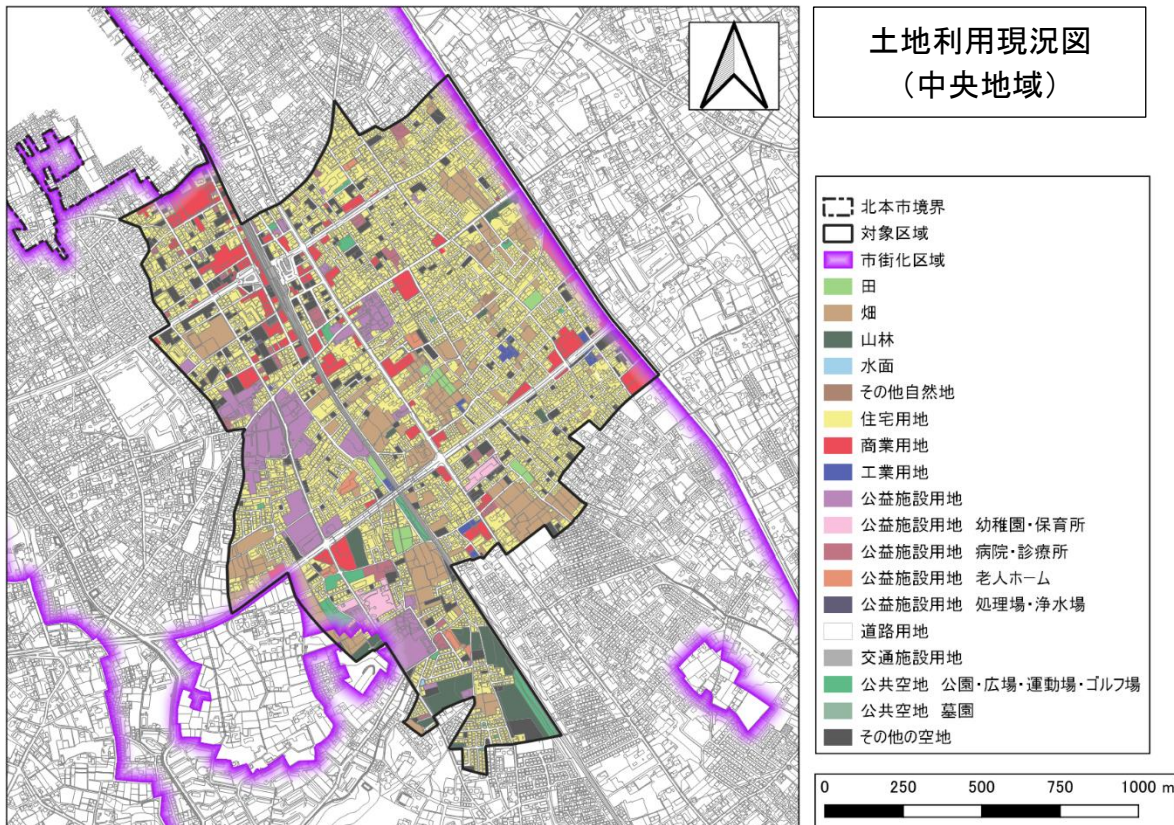 土地利用現況図
（中央地域）
北本市境界
対象区域
市街化区域
田
畑
山林
水面
その他自然地
住宅用地
商業用地
工業用地
公益施設用地
公益施設用地 幼稚園・保育所
公益施設用地 病院・診療所
公益施設用地 老人ホーム
公益施設用地 処理場・浄水場
道路用地
交通施設用地
公共空地 公園・広場・運動場・ゴルフ場
公共空地 墓園
その他の空地
0 250 500 750 1000 m